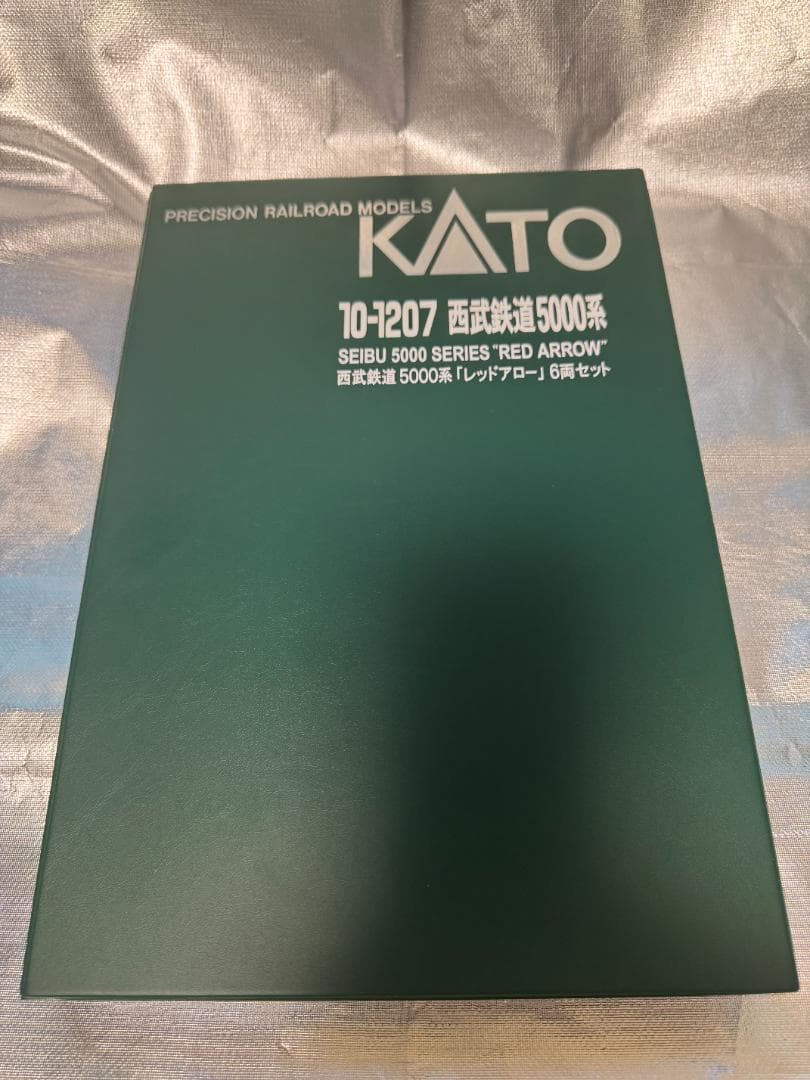 PRECISION RAILROAD MODELS
KATO
10-1207 西武鉄道5000系
SEIBU 5000 SERIES "RED ARROW"
西武鉄道5000系「レッドアロー」6両セット